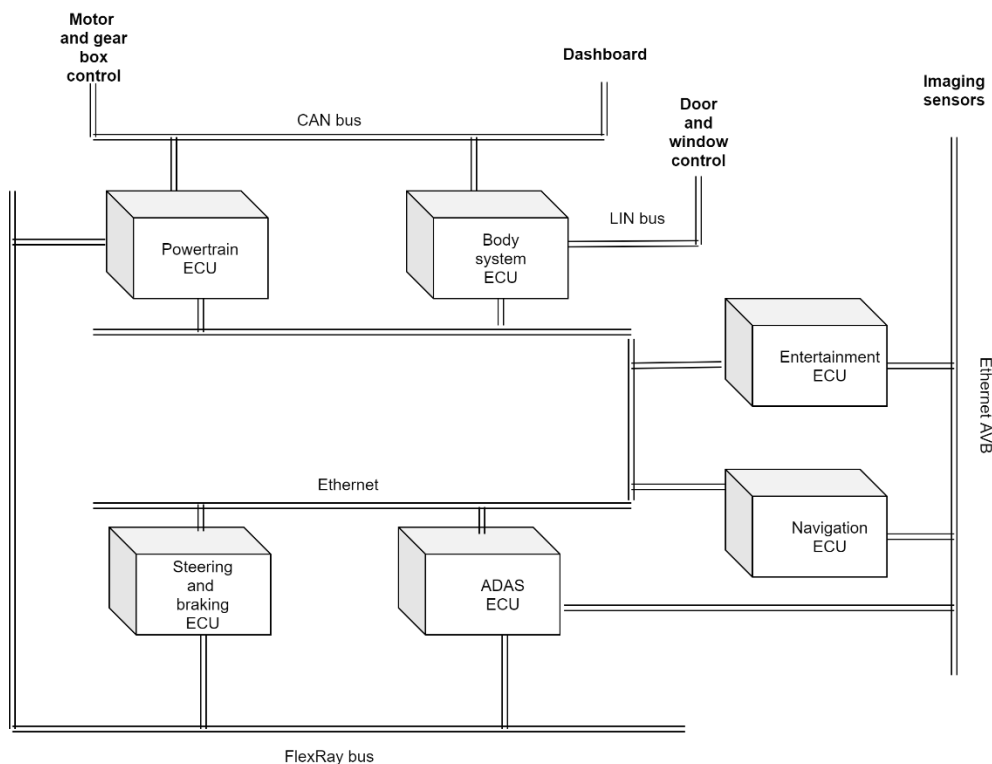 Motor
and gear
box
control
Dashboard
Imaging
sensors
CAN bus
Door
and
window
control
LIN bus
Powertrain
ECU
Body
system
ECU
Entertainment
ECU
Ethernet AVB
Ethernet
Navigation
ECU
Steering
and
braking
ECU
ADAS
ECU
FlexRay bus